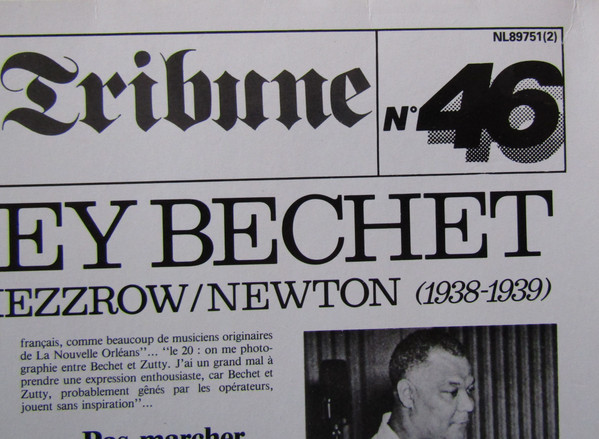 NL89751(2)
Tribune
N° 46
EY BECHET
EZZROW/NEWTON (1938-1939)
français, comme beaucoup de musiciens originaires
de La Nouvelle Orléans"... "le 20 : on me photo-
graphie entre Bechet et Zutty. J'ai un grand mal à
prendre une expression enthousiaste, car Bechet et
Zutty, probablement gênés par les opérateurs,
jouent sans inspiration"...
Pas marcher